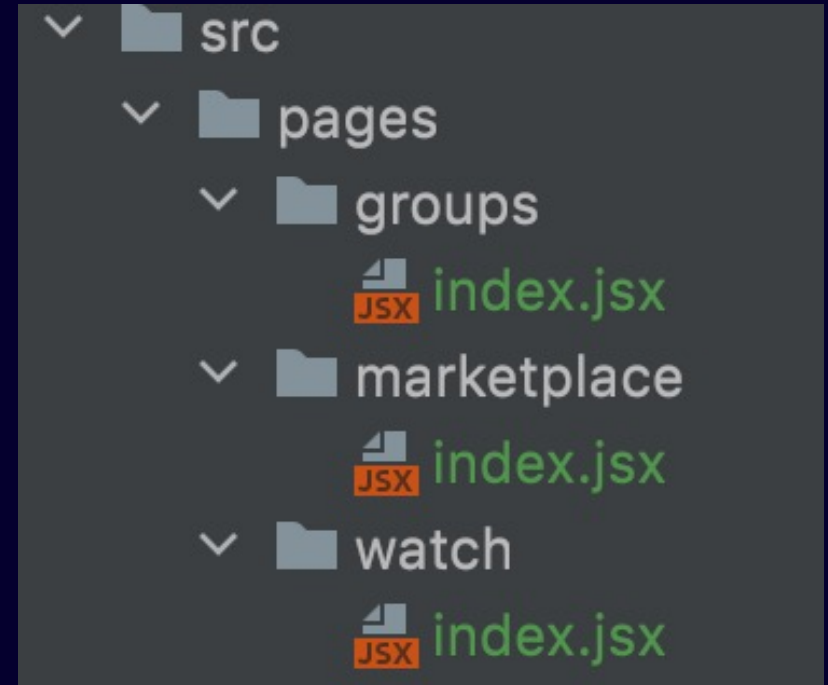 src
pages
groups
JSX index.jsx
marketplace
JSX index.jsx
watch
JSX index.jsx